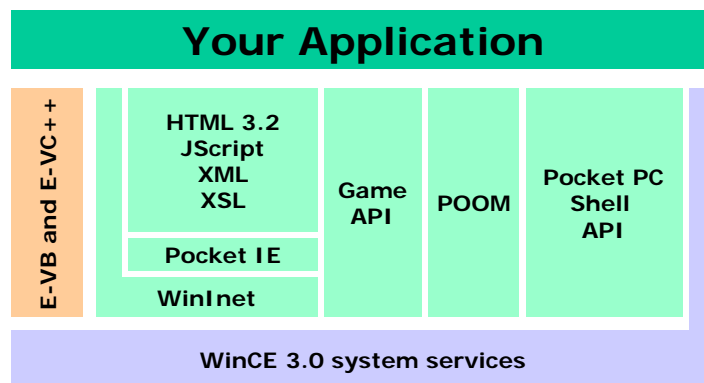 Your Application
E-VB and E-VC++
HTML 3.2
JScript
XML
XSL
Pocket IE
WinInet
Game
API
POOM
Pocket PC
Shell
API
WinCE 3.0 system services